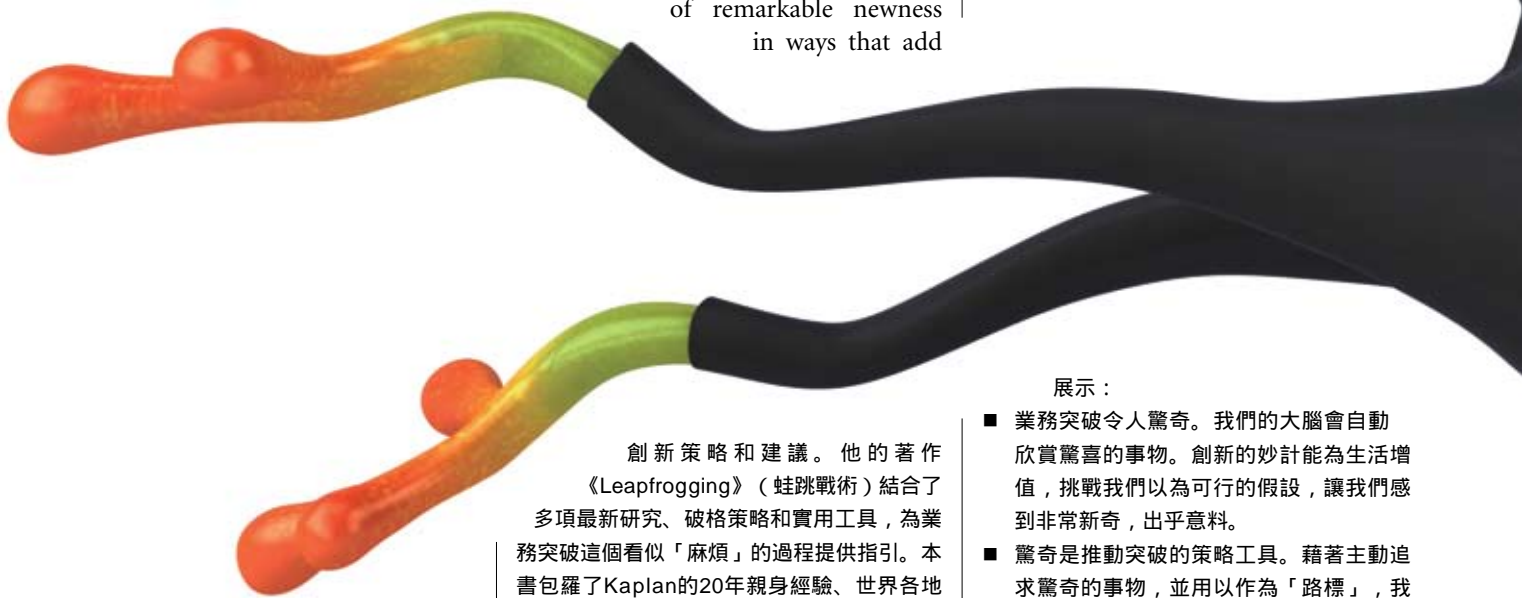 of remarkable newness
in ways that add
創新策略和建議。他的著作
《Leapfrogging》（蛙跳戰術）結合了
多項最新研究、破格策略和實用工具，為業
務突破這個看似「麻煩」的過程提供指引。本
書包羅了Kaplan的20年親身經驗、世界各地
展示：
■ 業務突破令人驚奇。我們的大腦會自動
欣賞驚喜的事物。創新的妙計能為生活增
值，挑戰我們以為可行的假設，讓我們感
到非常新奇，出乎意料。
■ 驚奇是推動突破的策略工具。藉著主動追
求驚奇的事物，並用以作為「路標」，我